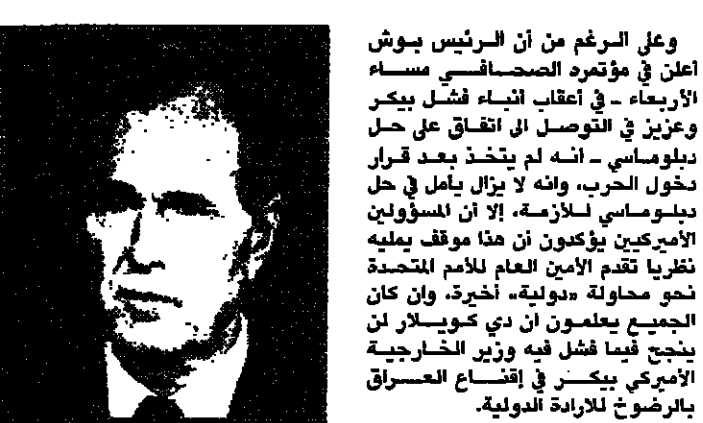 وعلى الرغم من أن الرئيس بوش
أعلن في مؤتمره الصحافي مساء
الأربعاء - في أعقاب أنباء فشل بيكر
وعزيز في التوصل الى اتفاق على حل
دبلوماسي - انه لم يتخذ بعد قرار
دخول الحرب، وانه لا يزال يأمل في حل
دبلوماسي للأزمة، إلا أن المسؤولين
الأميركيين يؤكدون أن هذا موقف يمليه
نظريا تقدم الأمين العام للأمم المتحدة
نحو محاولة «دولية» أخيرة، وان كان
الجميع يعلمون ان دي كويلار لن
ينجح فيما فشل فيه وزير الخارجية
الأميركي بيكر في إقناع العراق
بالرضوخ للارادة الدولية.